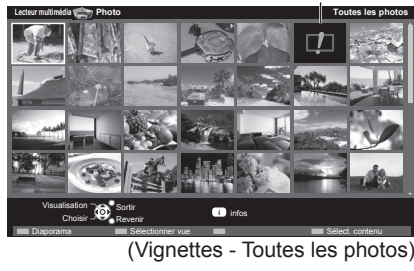 Lecteur multimédia Photo Toutes les photos
Visualisation Sortir
Choisir Revenir
i infos
Diaporama Sélectionner vue Sélect. contenu
(Vignettes - Toutes les photos)